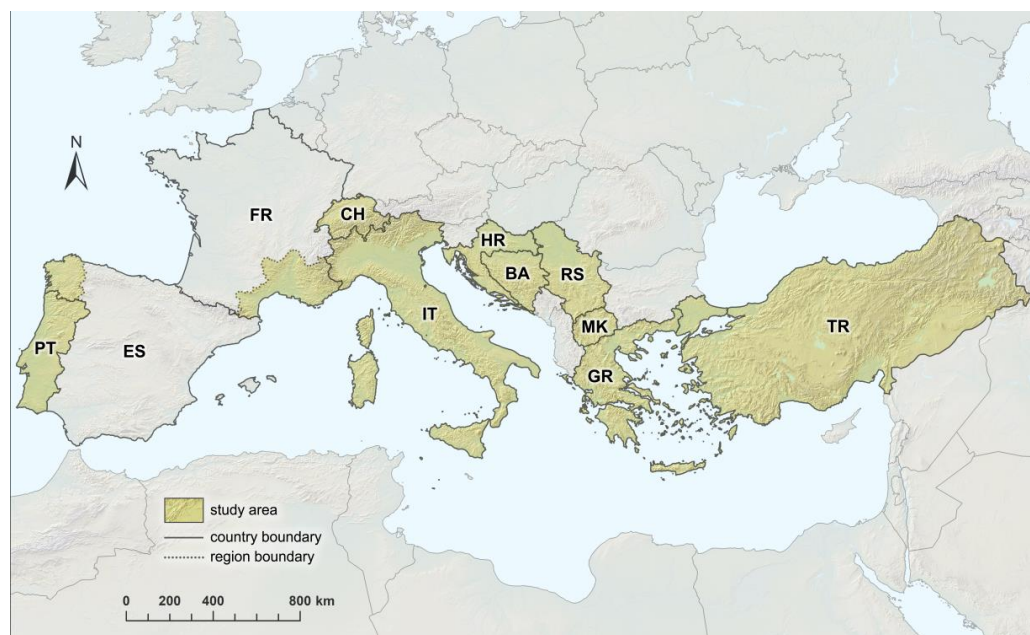 N
FR
CH
HR
BA
RS
IT
MK
TR
PT
ES
GR
study area
country boundary
region boundary
0 200 400 800 km